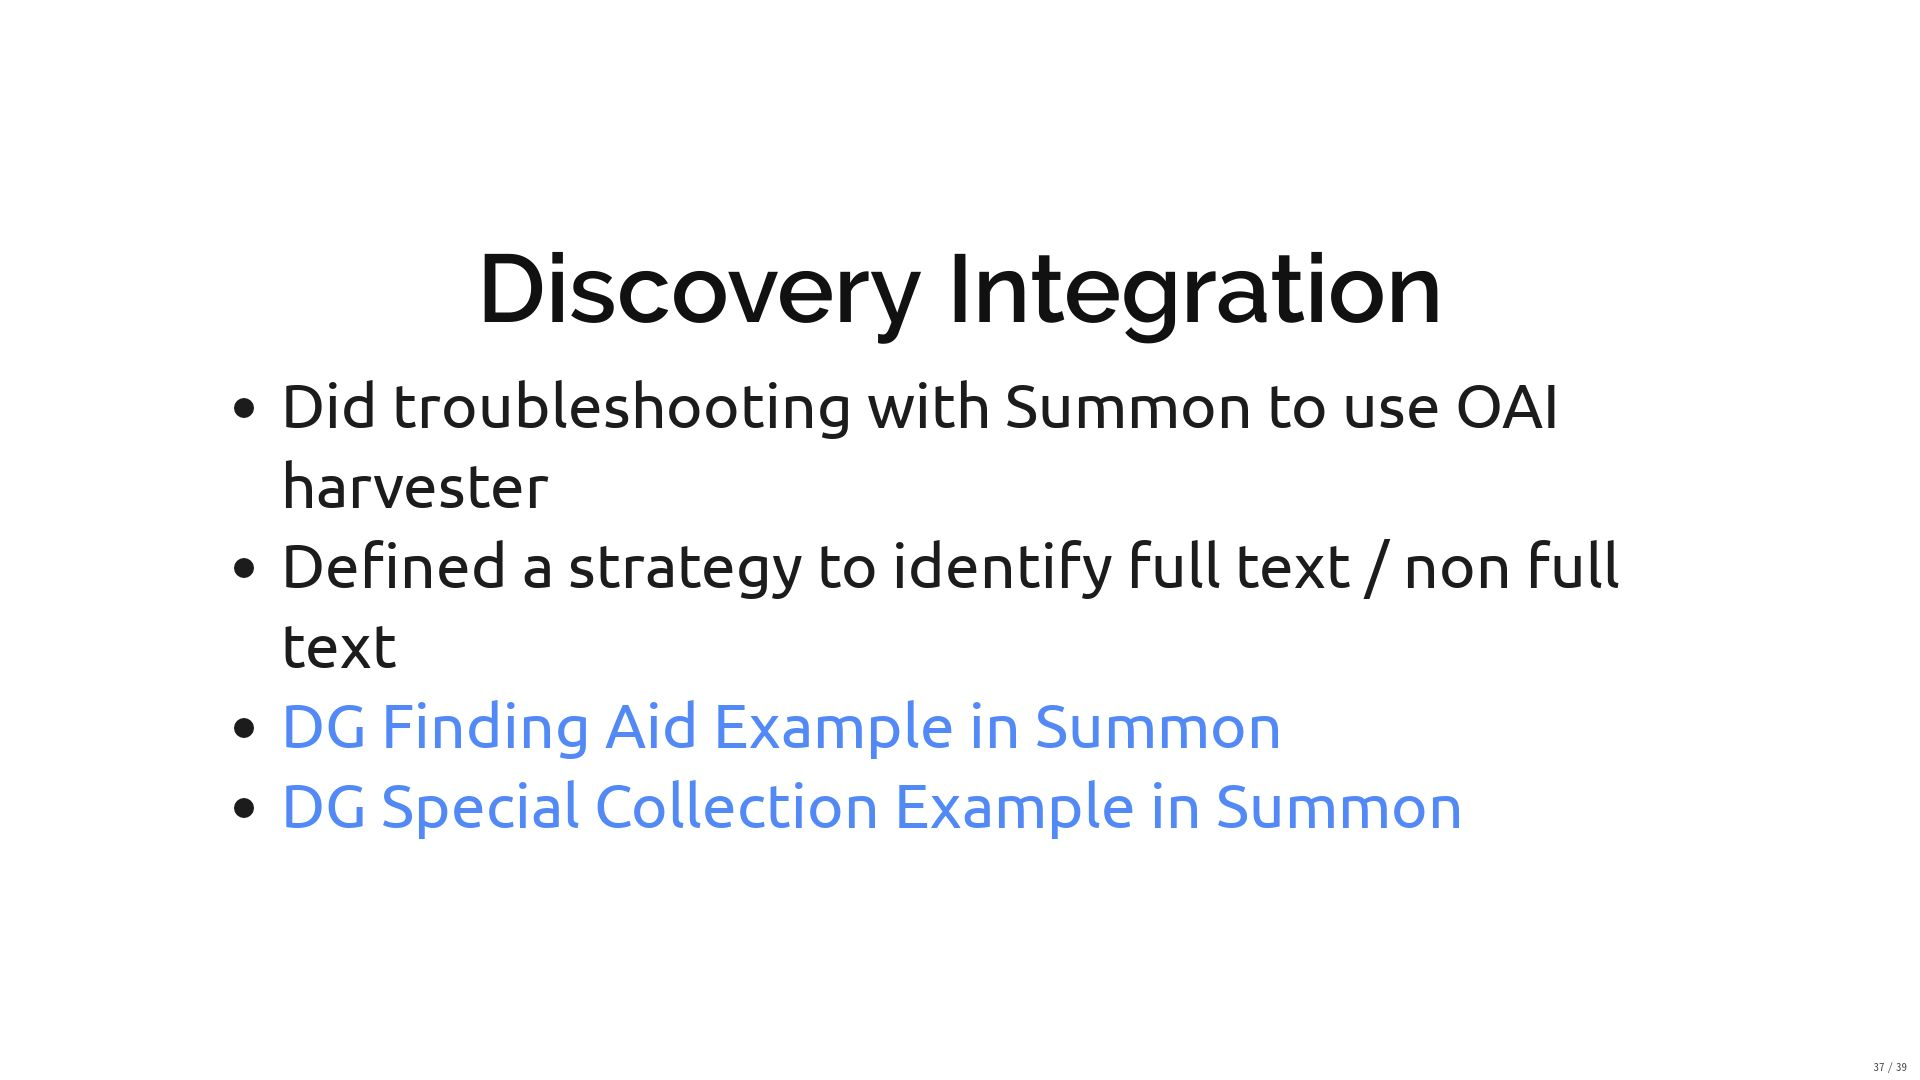 Discovery Integration
Did troubleshooting with Summon to use OAI
harvester
Defined a strategy to identify full text / non full
text
DG Finding Aid Example in Summon
DG Special Collection Example in Summon
37 / 39